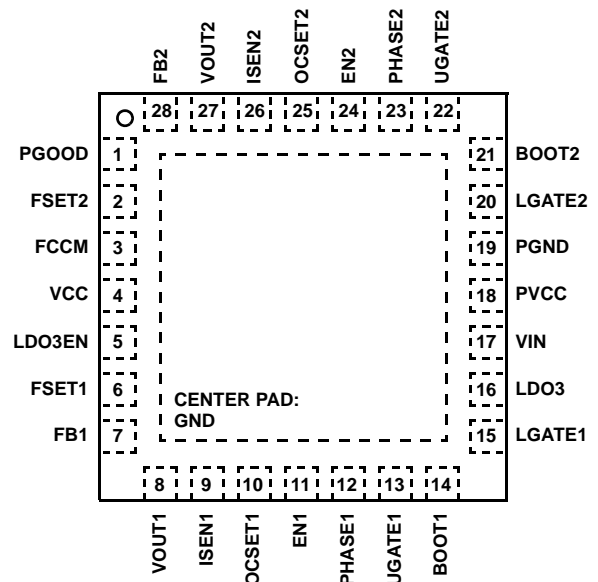 FB2
VOUT2
ISEN2
OCSET2
EN2
PHASE2
UGATE2
28 27 26 25 24 23 22
PGOOD 1 21 BOOT2
FSET2 2 20 LGATE2
FCCM 3 19 PGND
VCC 4 18 PVCC
LDO3EN 5 17 VIN
FSET1 6 16 LDO3
CENTER PAD:
GND
FB1 7 15 LGATE1
8 9 10 11 12 13 14
VOUT1
ISEN1
OCSET1
EN1
PHASE1
UGATE1
BOOT1